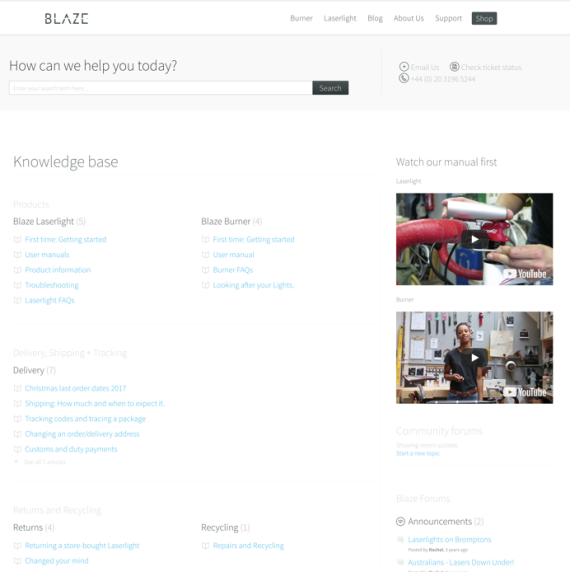 BLAZE
Burner Laserlight Blog About Us Support Shop
How can we help you today?
Enter your search term here...
Search
Email Us Check ticket status
+44 (0) 20 3196 5244
Knowledge base
Products
Blaze Laserlight (5)
First time: Getting started
User manuals
Product information
Troubleshooting
Laserlight FAQs
Blaze Burner (4)
First time: Getting started
User manual
Burner FAQs
Looking after your Lights.
Delivery, Shipping + Tracking
Delivery (7)
Christmas last order dates 2017
Shipping: How much and when to expect it.
Tracking codes and tracing a package
Changing an order/delivery address
Customs and duty payments
See all 7 articles
Returns and Recycling
Returns (4)
Returning a store-bought Laserlight
Changed your mind
Recycling (1)
Repairs and Recycling
Watch our manual first
Laserlight
YouTube
Burner
YouTube
Community forums
Showing recent updates.
Start a new topic
Blaze Forums
Announcements (2)
Laserlights on Bromptons
Posted by Rachel, 3 years ago
Australians - Lasers Down Under!